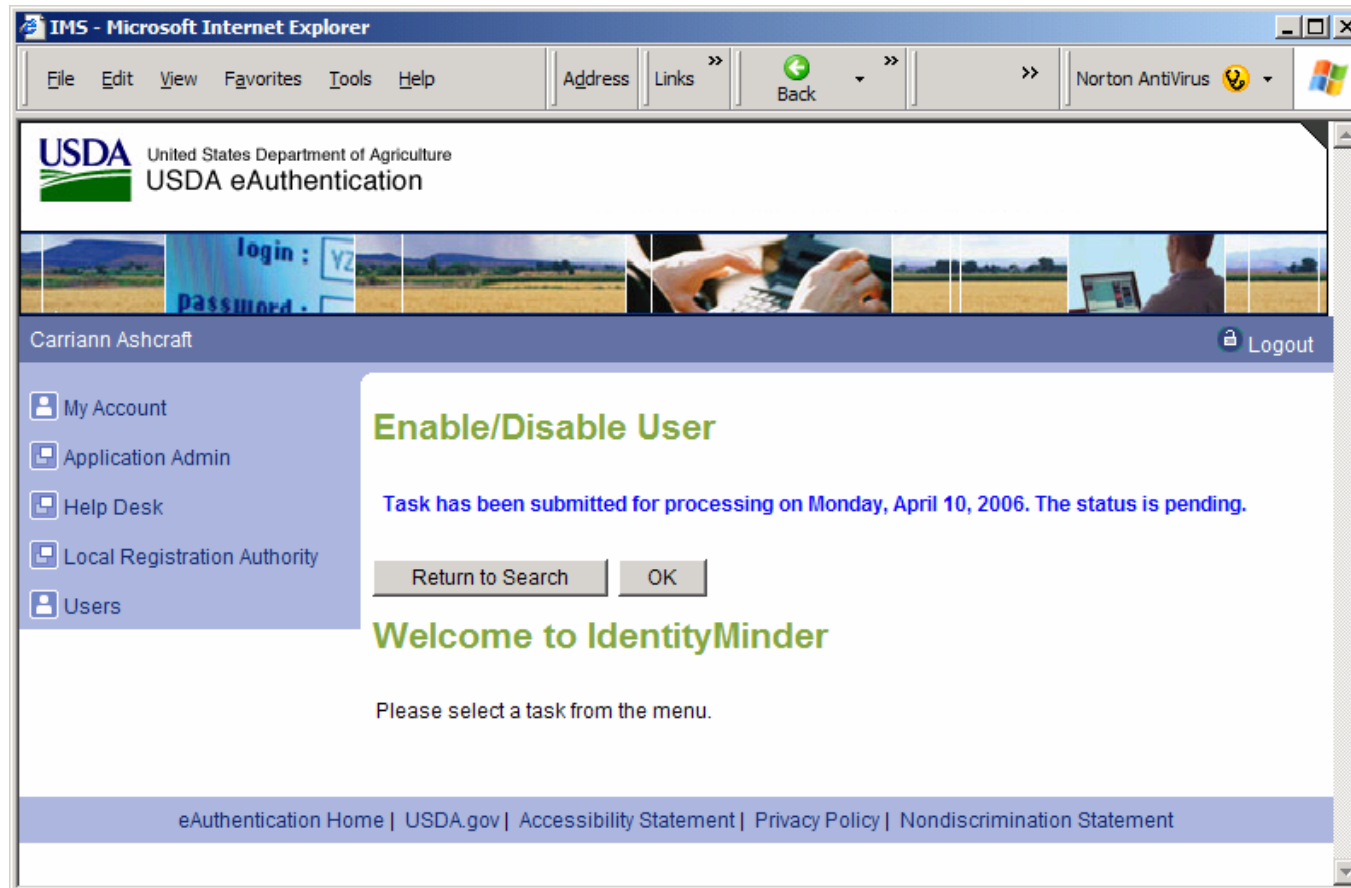 IMS - Microsoft Internet Explorer
File Edit View Favorites Tools Help Address Links » Back » » Norton AntiVirus
USDA United States Department of Agriculture
USDA eAuthentication
login : YZ
password :
Carriann Ashcraft Logout
My Account
Application Admin
Help Desk
Local Registration Authority
Users
Enable/Disable User
Task has been submitted for processing on Monday, April 10, 2006. The status is pending.
Return to Search OK
Welcome to IdentityMinder
Please select a task from the menu.
eAuthentication Home | USDA.gov | Accessibility Statement | Privacy Policy | Nondiscrimination Statement